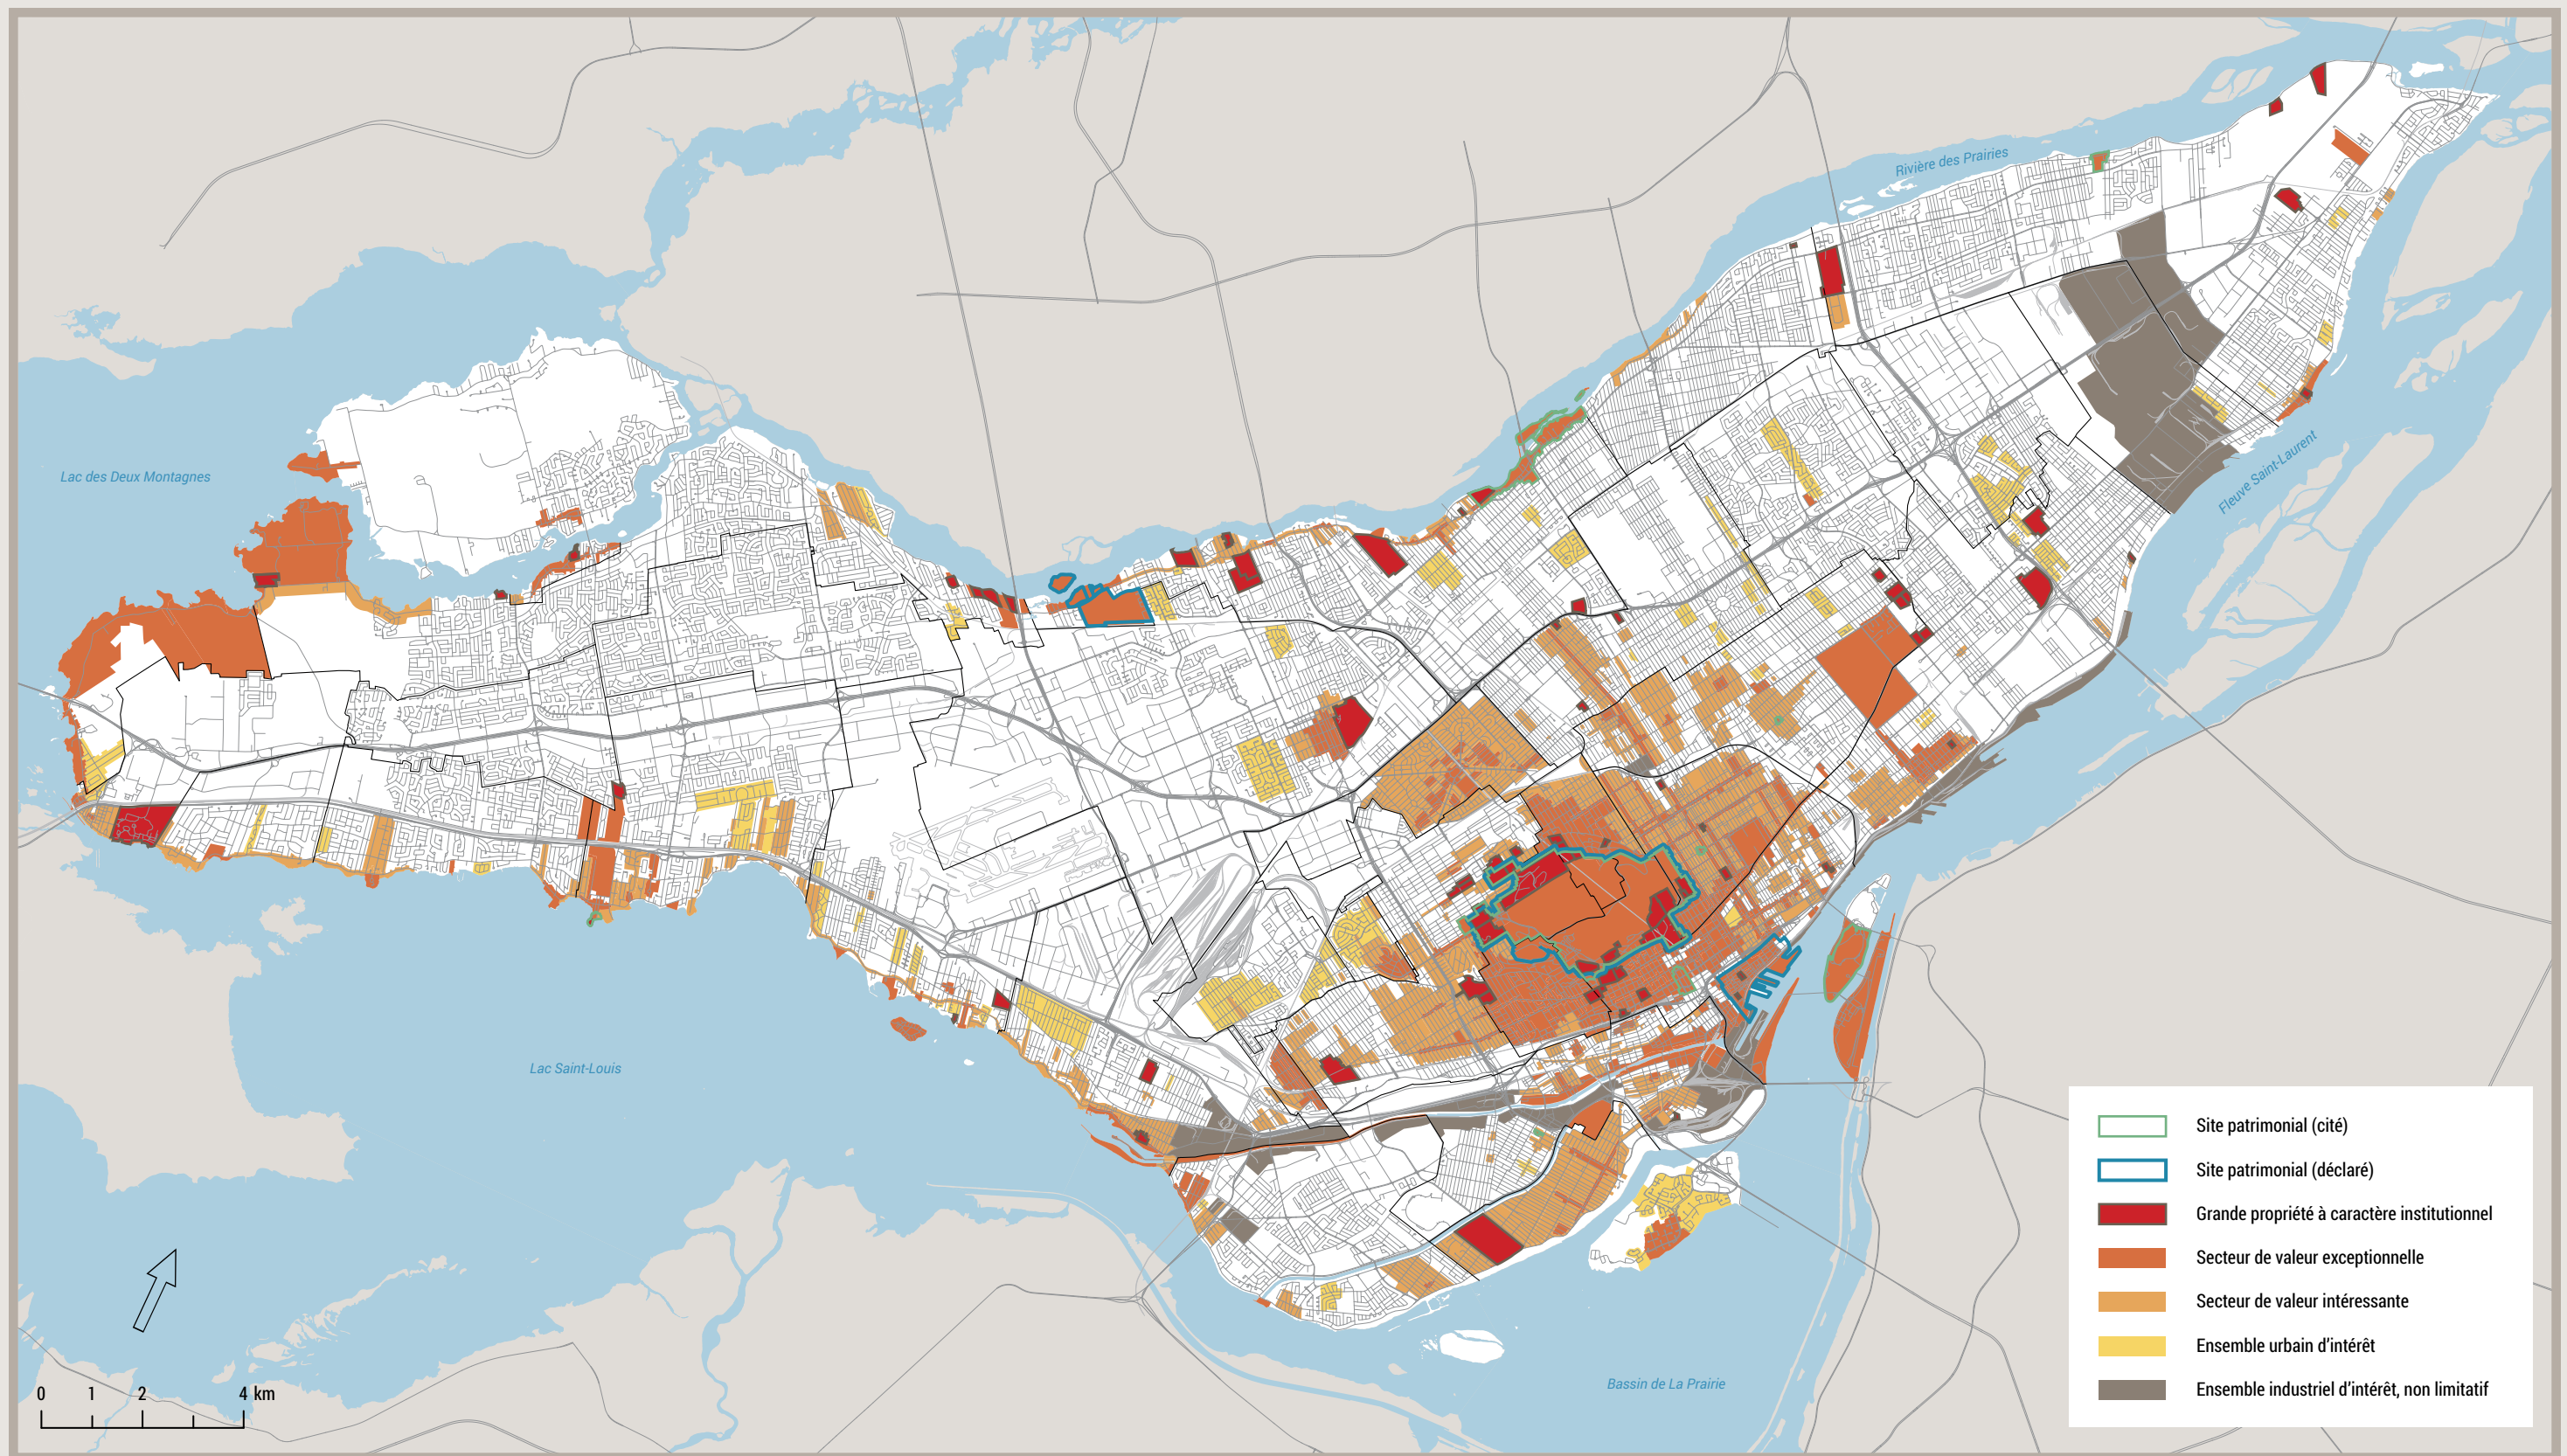 Rivière des Prairies
Lac des Deux Montagnes
Fleuve Saint-Laurent
Lac Saint-Louis
Bassin de La Prairie
0 1 2 4 km
Site patrimonial (cité)
Site patrimonial (déclaré)
Grande propriété à caractère institutionnel
Secteur de valeur exceptionnelle
Secteur de valeur intéressante
Ensemble urbain d’intérêt
Ensemble industriel d’intérêt, non limitatif